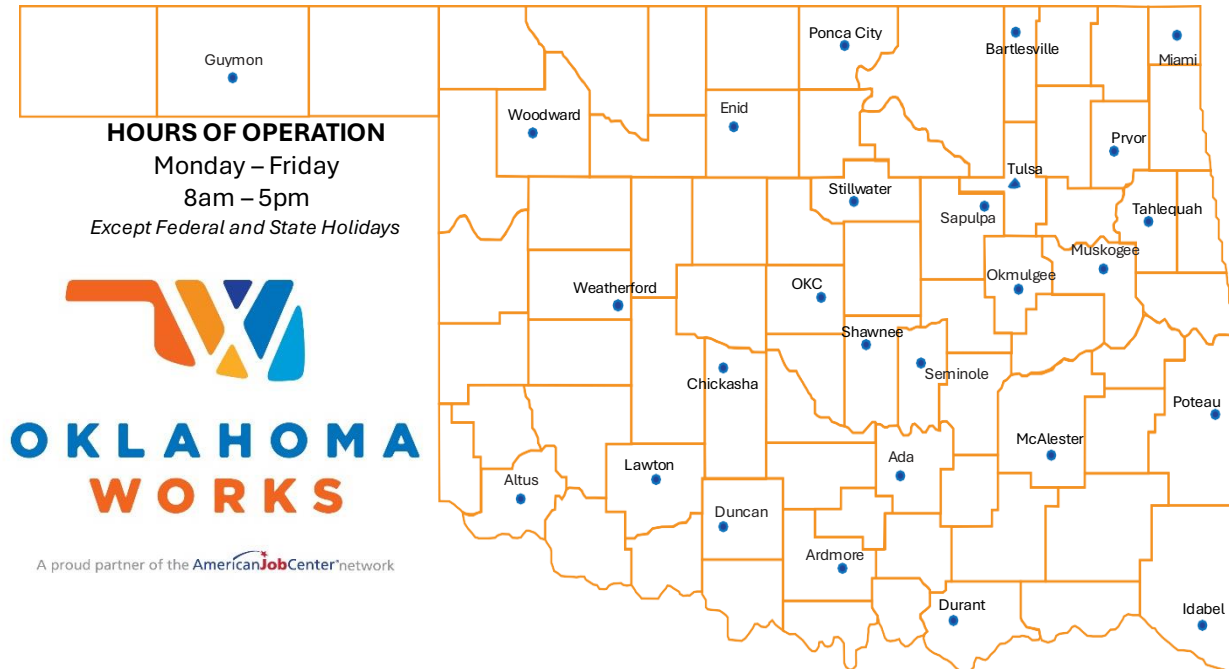 Ponca City
Bartlesville
Miami
Guymon
Woodward
Enid
Pryor
HOURS OF OPERATION
Monday – Friday
8am – 5pm
Except Federal and State Holidays
Tulsa
Stillwater
Sapulpa
Tahlequah
Muskogee
Okmulgee
Weatherford
OKC
Shawnee
Seminole
Chickasha
Poteau
OKLAHOMA
WORKS
McAlester
Ada
Lawton
Altus
Duncan
Ardmore
A proud partner of the AmericanJobCenter® network
Durant
Idabel